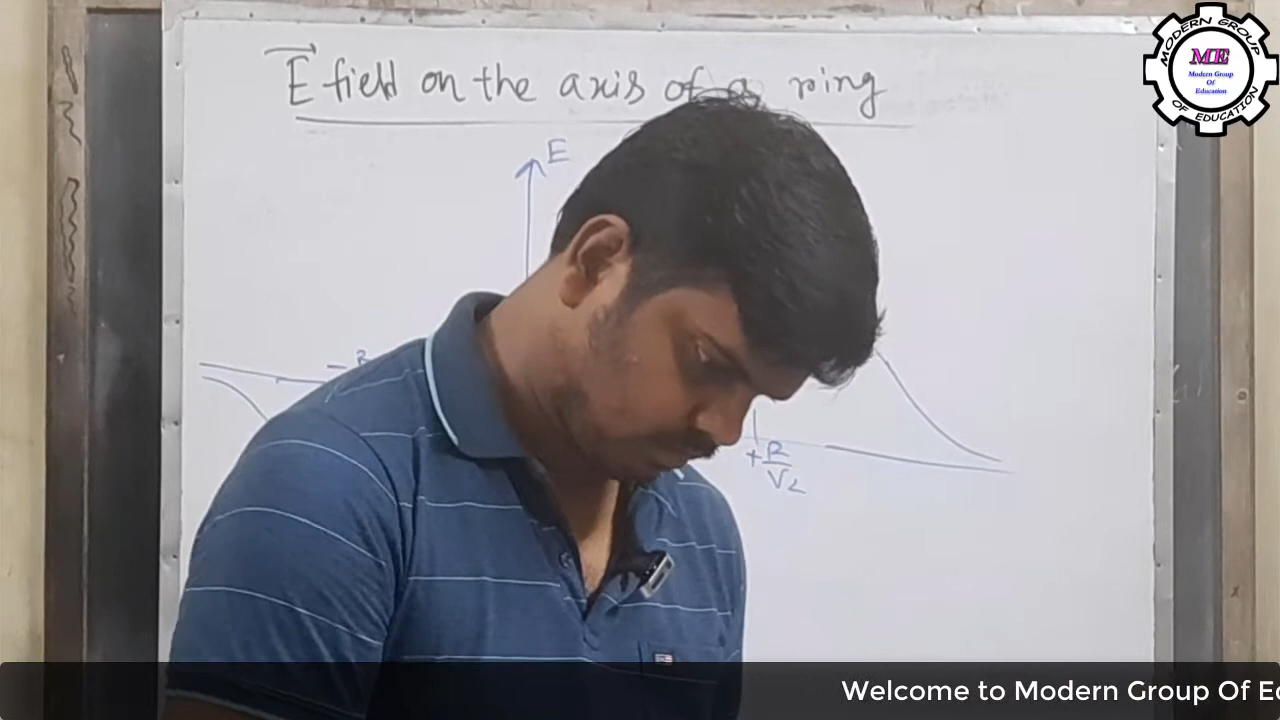 E field on the axis of a ring
E
- R
+R
√2
MODERN GROUP
ME
Modern Group
Of
Education
OF EDUCATION
Welcome to Modern Group Of Ed